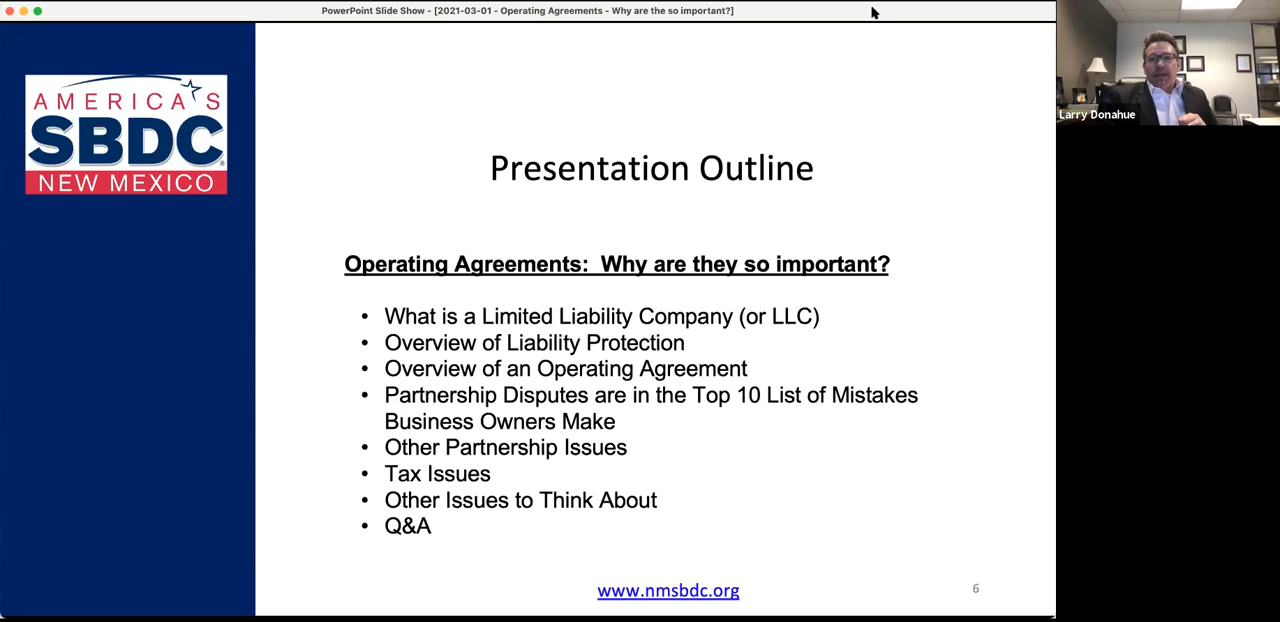 PowerPoint Slide Show - [2021-03-01 - Operating Agreements - Why are the so important?]
AMERICA'S
SBDC®
NEW MEXICO
Larry Donahue
Presentation Outline
Operating Agreements: Why are they so important?
• What is a Limited Liability Company (or LLC)
• Overview of Liability Protection
• Overview of an Operating Agreement
• Partnership Disputes are in the Top 10 List of Mistakes
Business Owners Make
• Other Partnership Issues
• Tax Issues
• Other Issues to Think About
• Q&A
www.nmsbdc.org
6